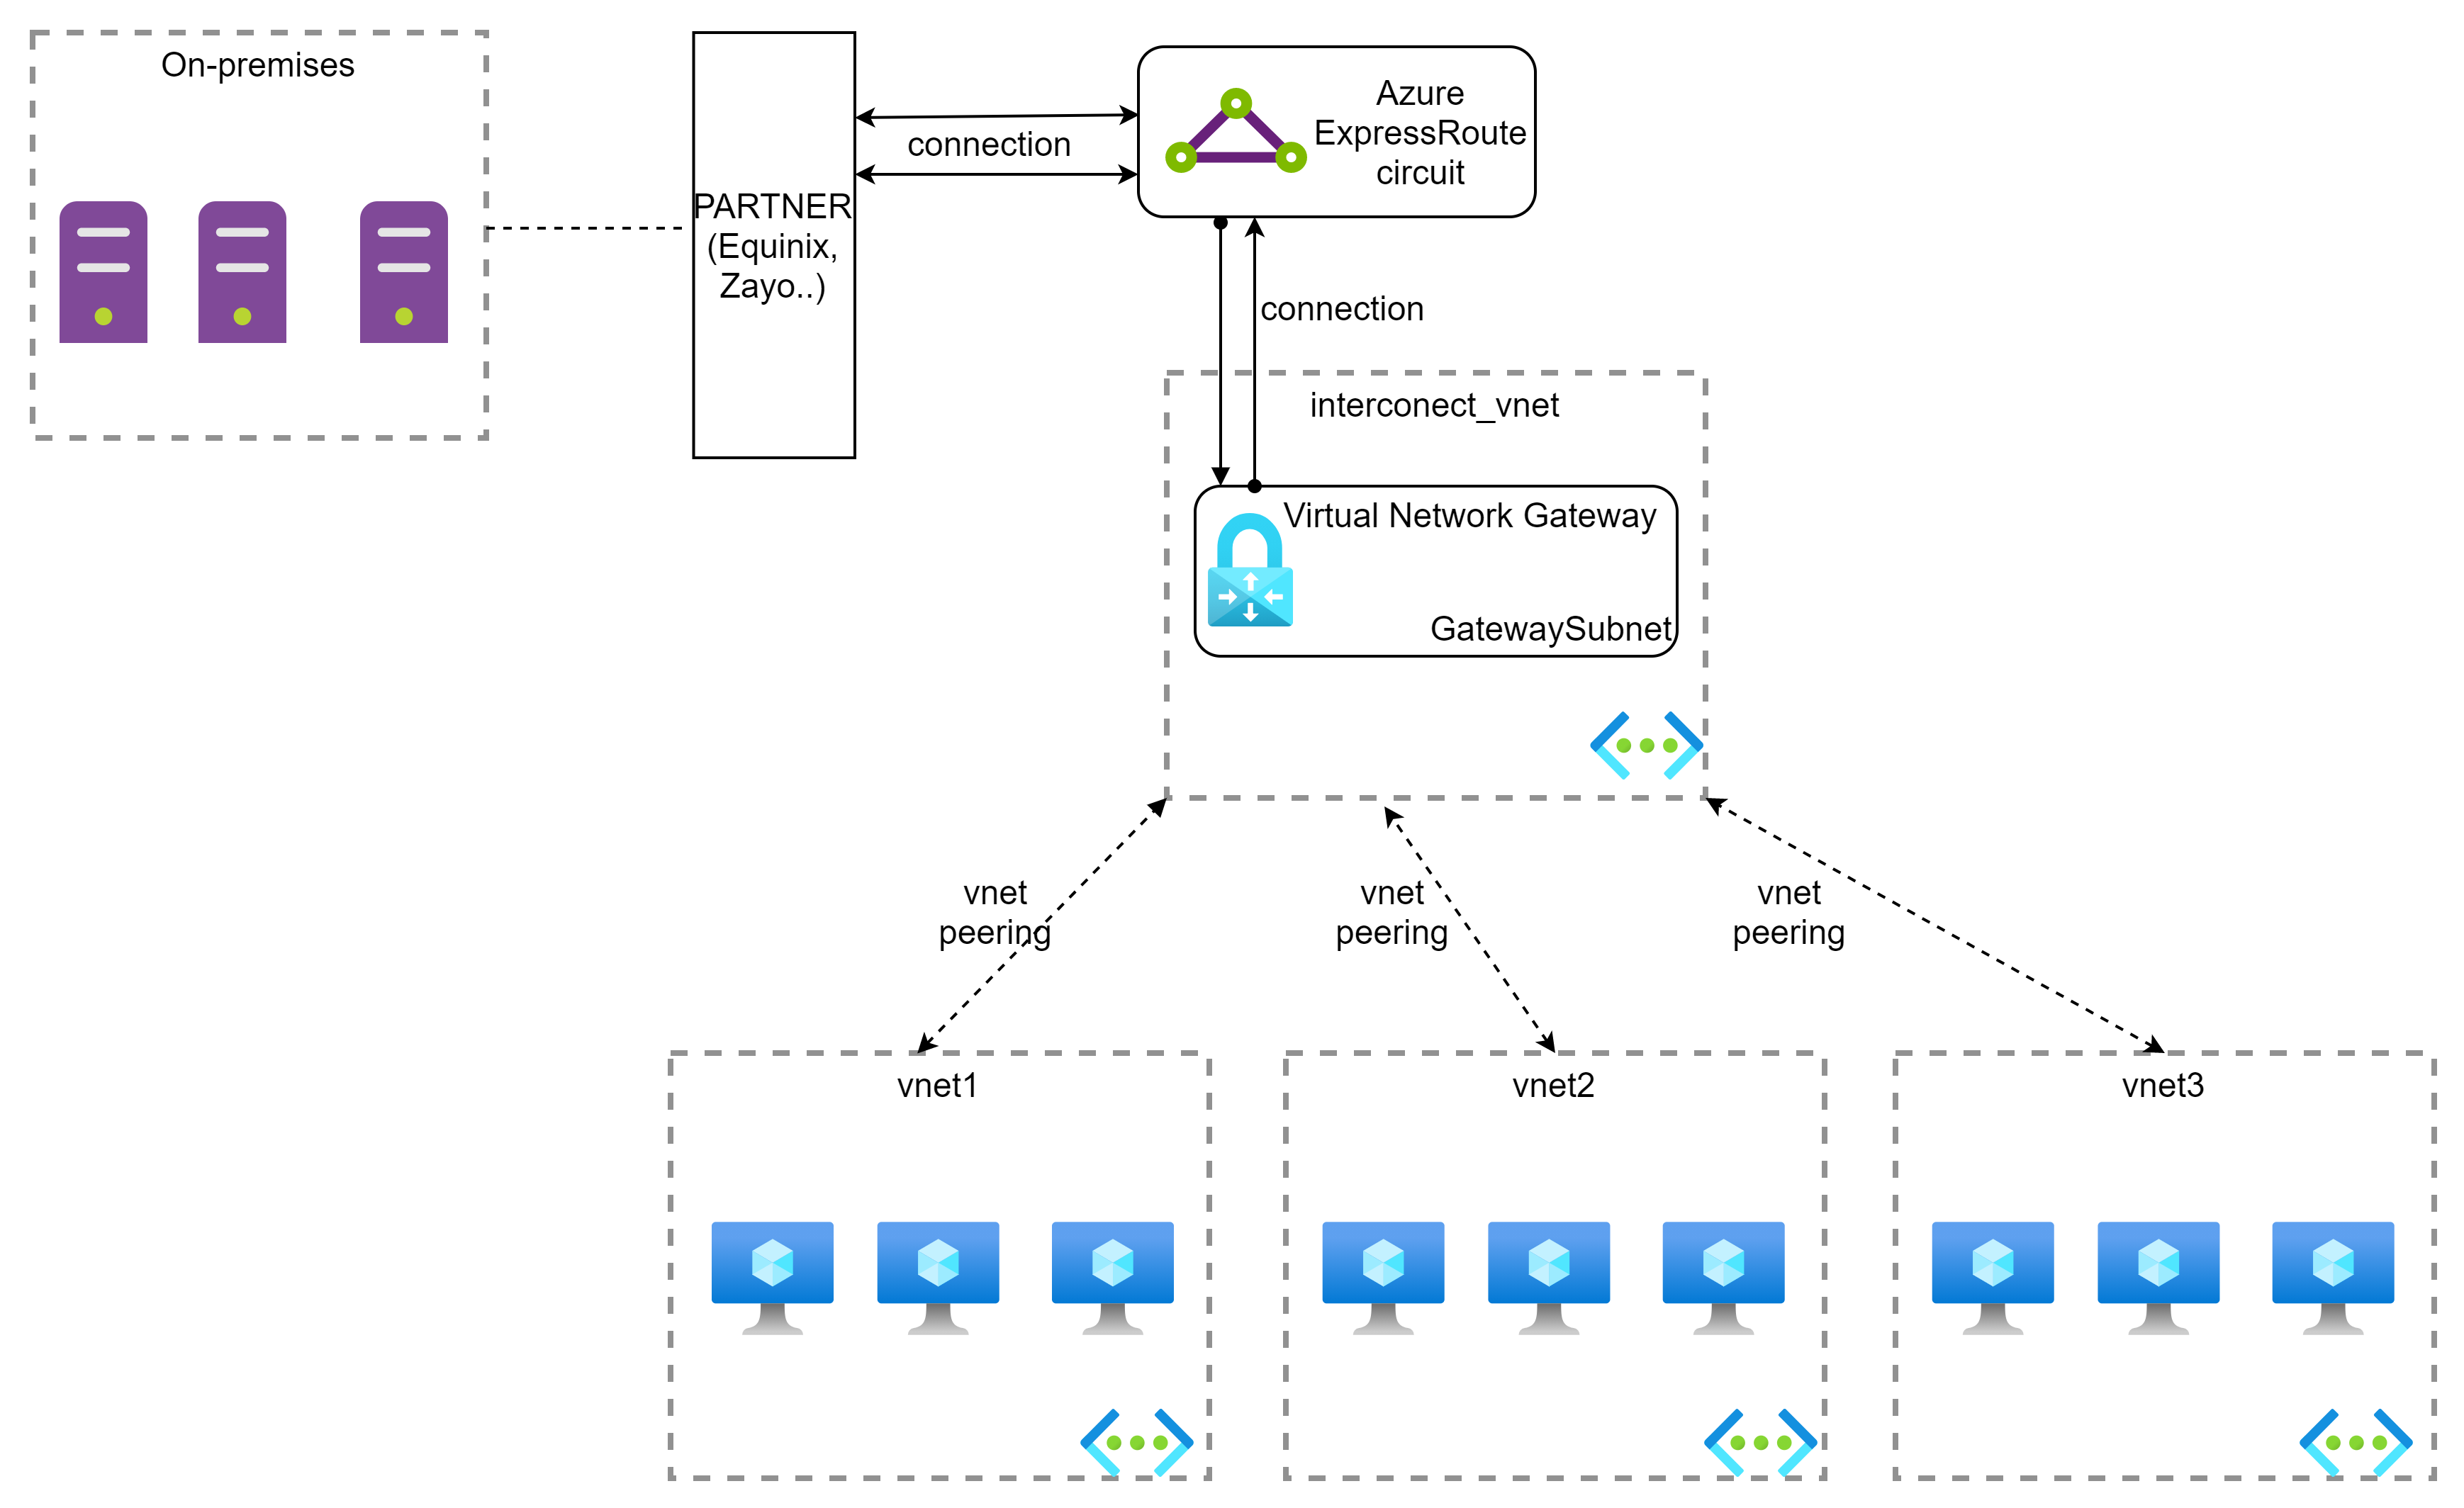 On-premises
PARTNER
(Equinix,
Zayo..)
connection
Azure
ExpressRoute
circuit
connection
interconect_vnet
Virtual Network Gateway
GatewaySubnet
vnet
peering
vnet
peering
vnet
peering
vnet1
vnet2
vnet3